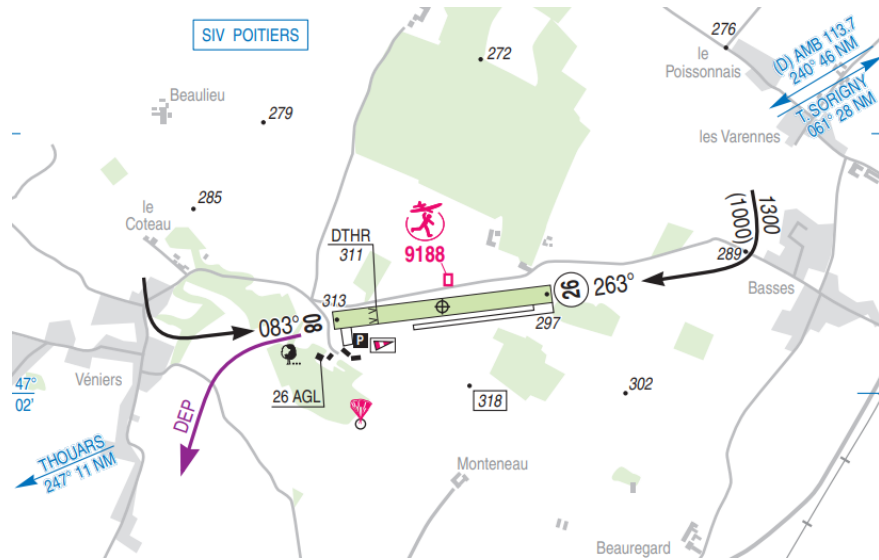 SIV POITIERS
276
le
Poissonnais
(D) AMB 113.7
240° 46 NM
T. SORIGNY
061° 28 NM
272
Beaulieu
279
les Varennes
285
le
Coteau
DTHR
311
9188
1300
(1000)
289
Basses
313
083°
08
26
263°
297
P
Véniers
47°
02'
26 AGL
DEP
318
302
THOUARS
247° 11 NM
Monteneau
Beauregard